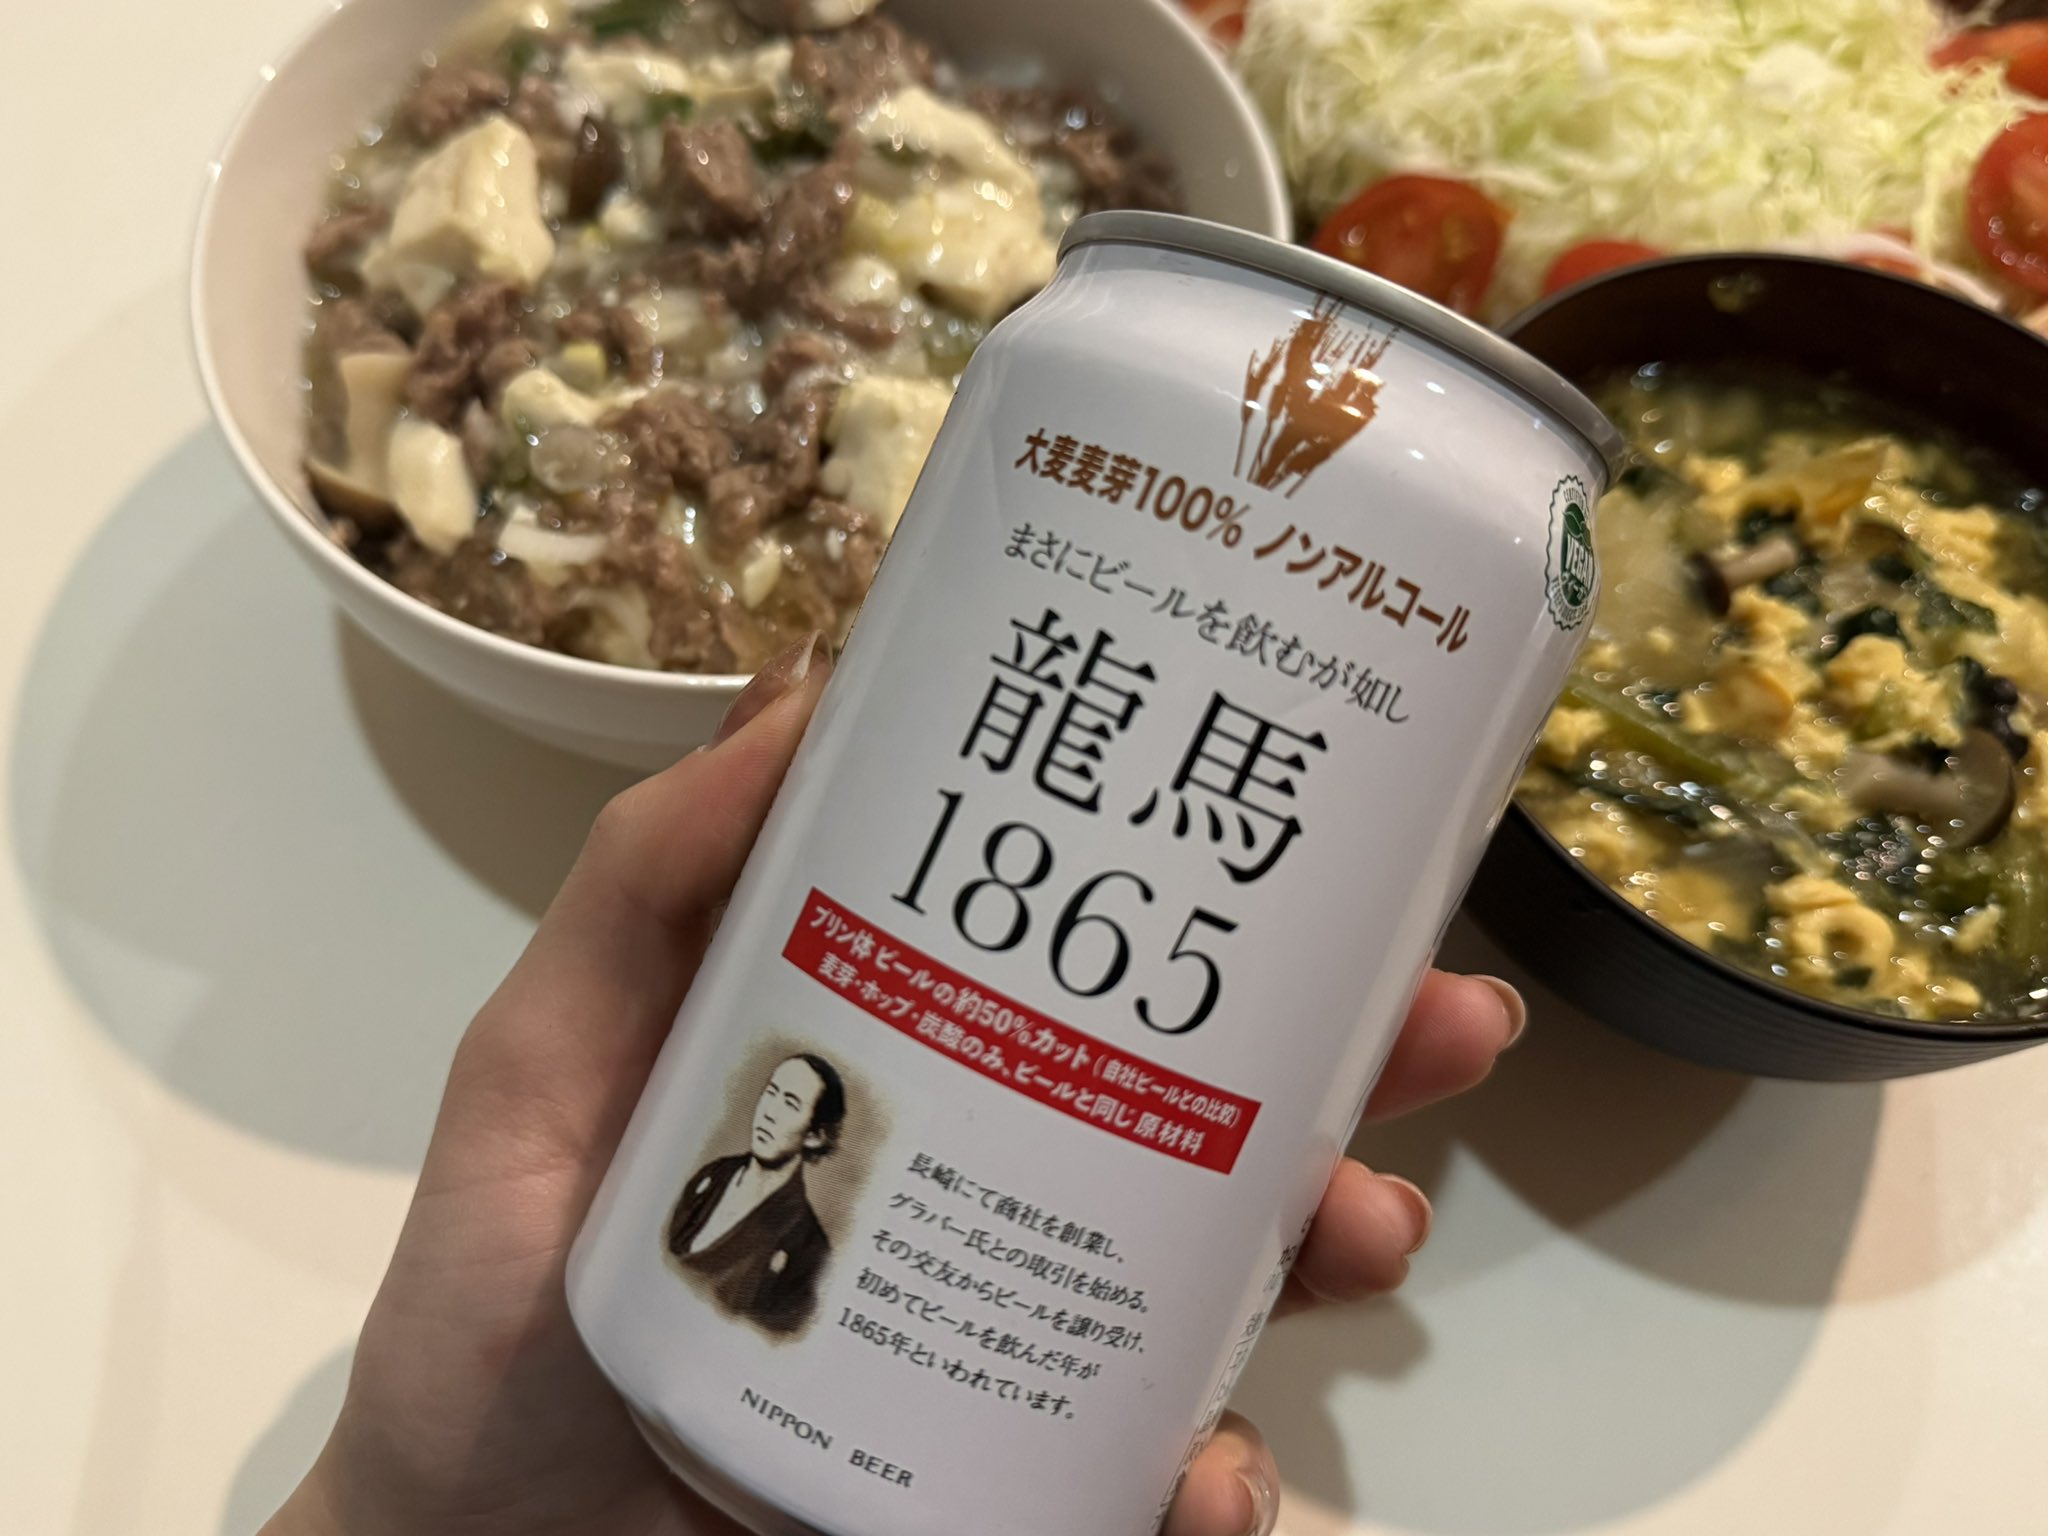 大麦麦芽100% ノンアルコール
まさにビールを飲むが如し
龍馬
1865
プリン体 ビールの約50%カット(自社ビールとの比較)
麦芽・ホップ・炭酸のみ、ビールと同じ原材料
長崎にて商社を創業し、
グラバー氏との取引を始める。
その交友からビールを譲り受け、
初めてビールを飲んだ年が
1865年といわれています。
NIPPON BEER
VEGAN